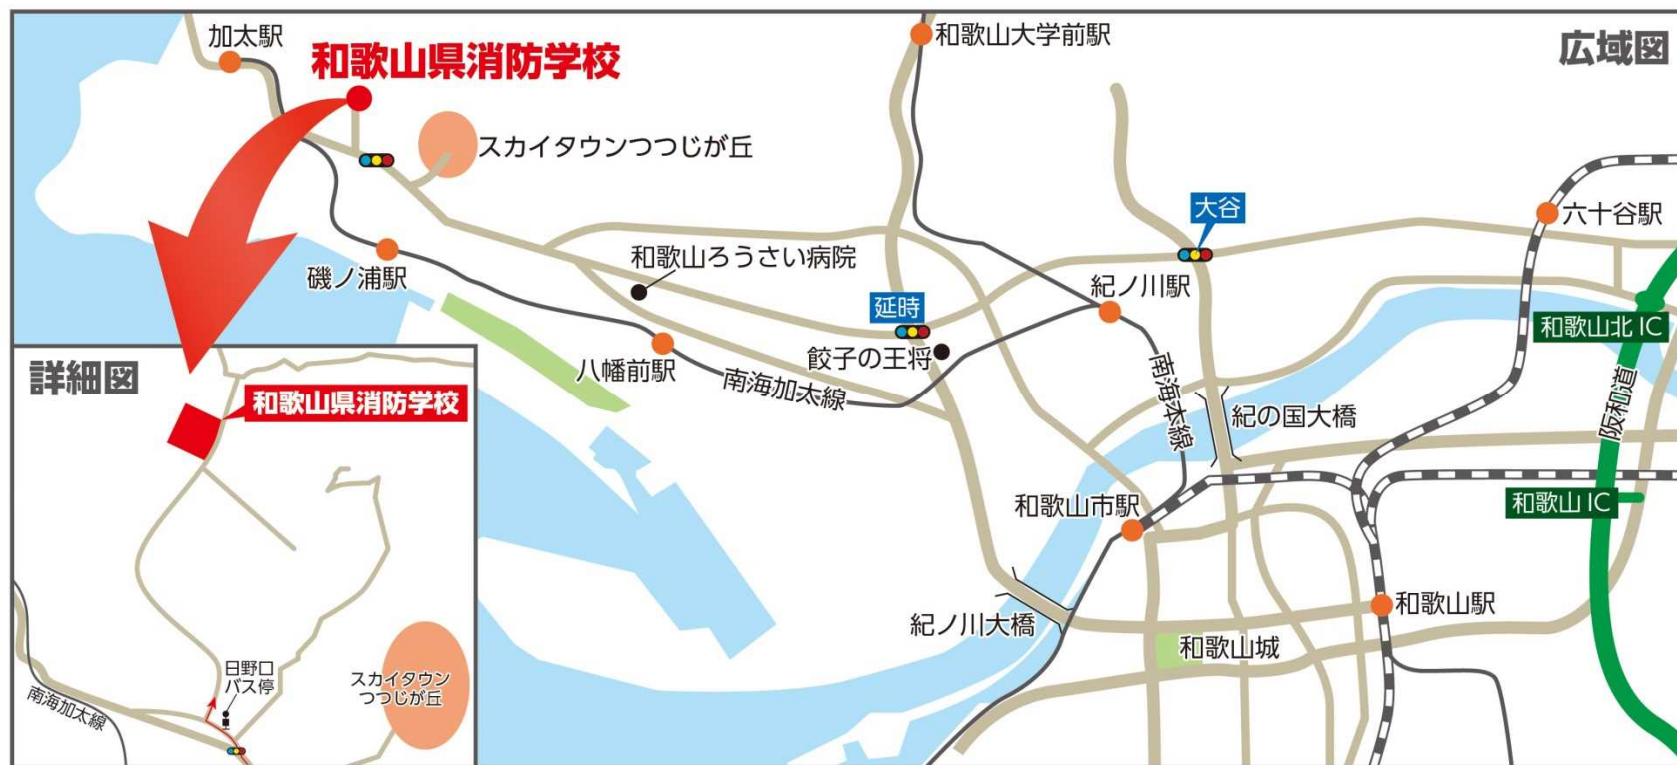 加太駅
和歌山県消防学校
和歌山大学前駅
広域図
スカイタウンつつじが丘
大谷
六十谷駅
磯ノ浦駅
和歌山ろうさい病院
延時
紀ノ川駅
和歌山北IC
八幡前駅
餃子の王将
南海加太線
南海本線
紀の国大橋
阪和道
和歌山市駅
和歌山IC
紀ノ川大橋
和歌山城
和歌山駅
詳細図
和歌山県消防学校
日野口
バス停
スカイタウン
つつじが丘
南海加太線